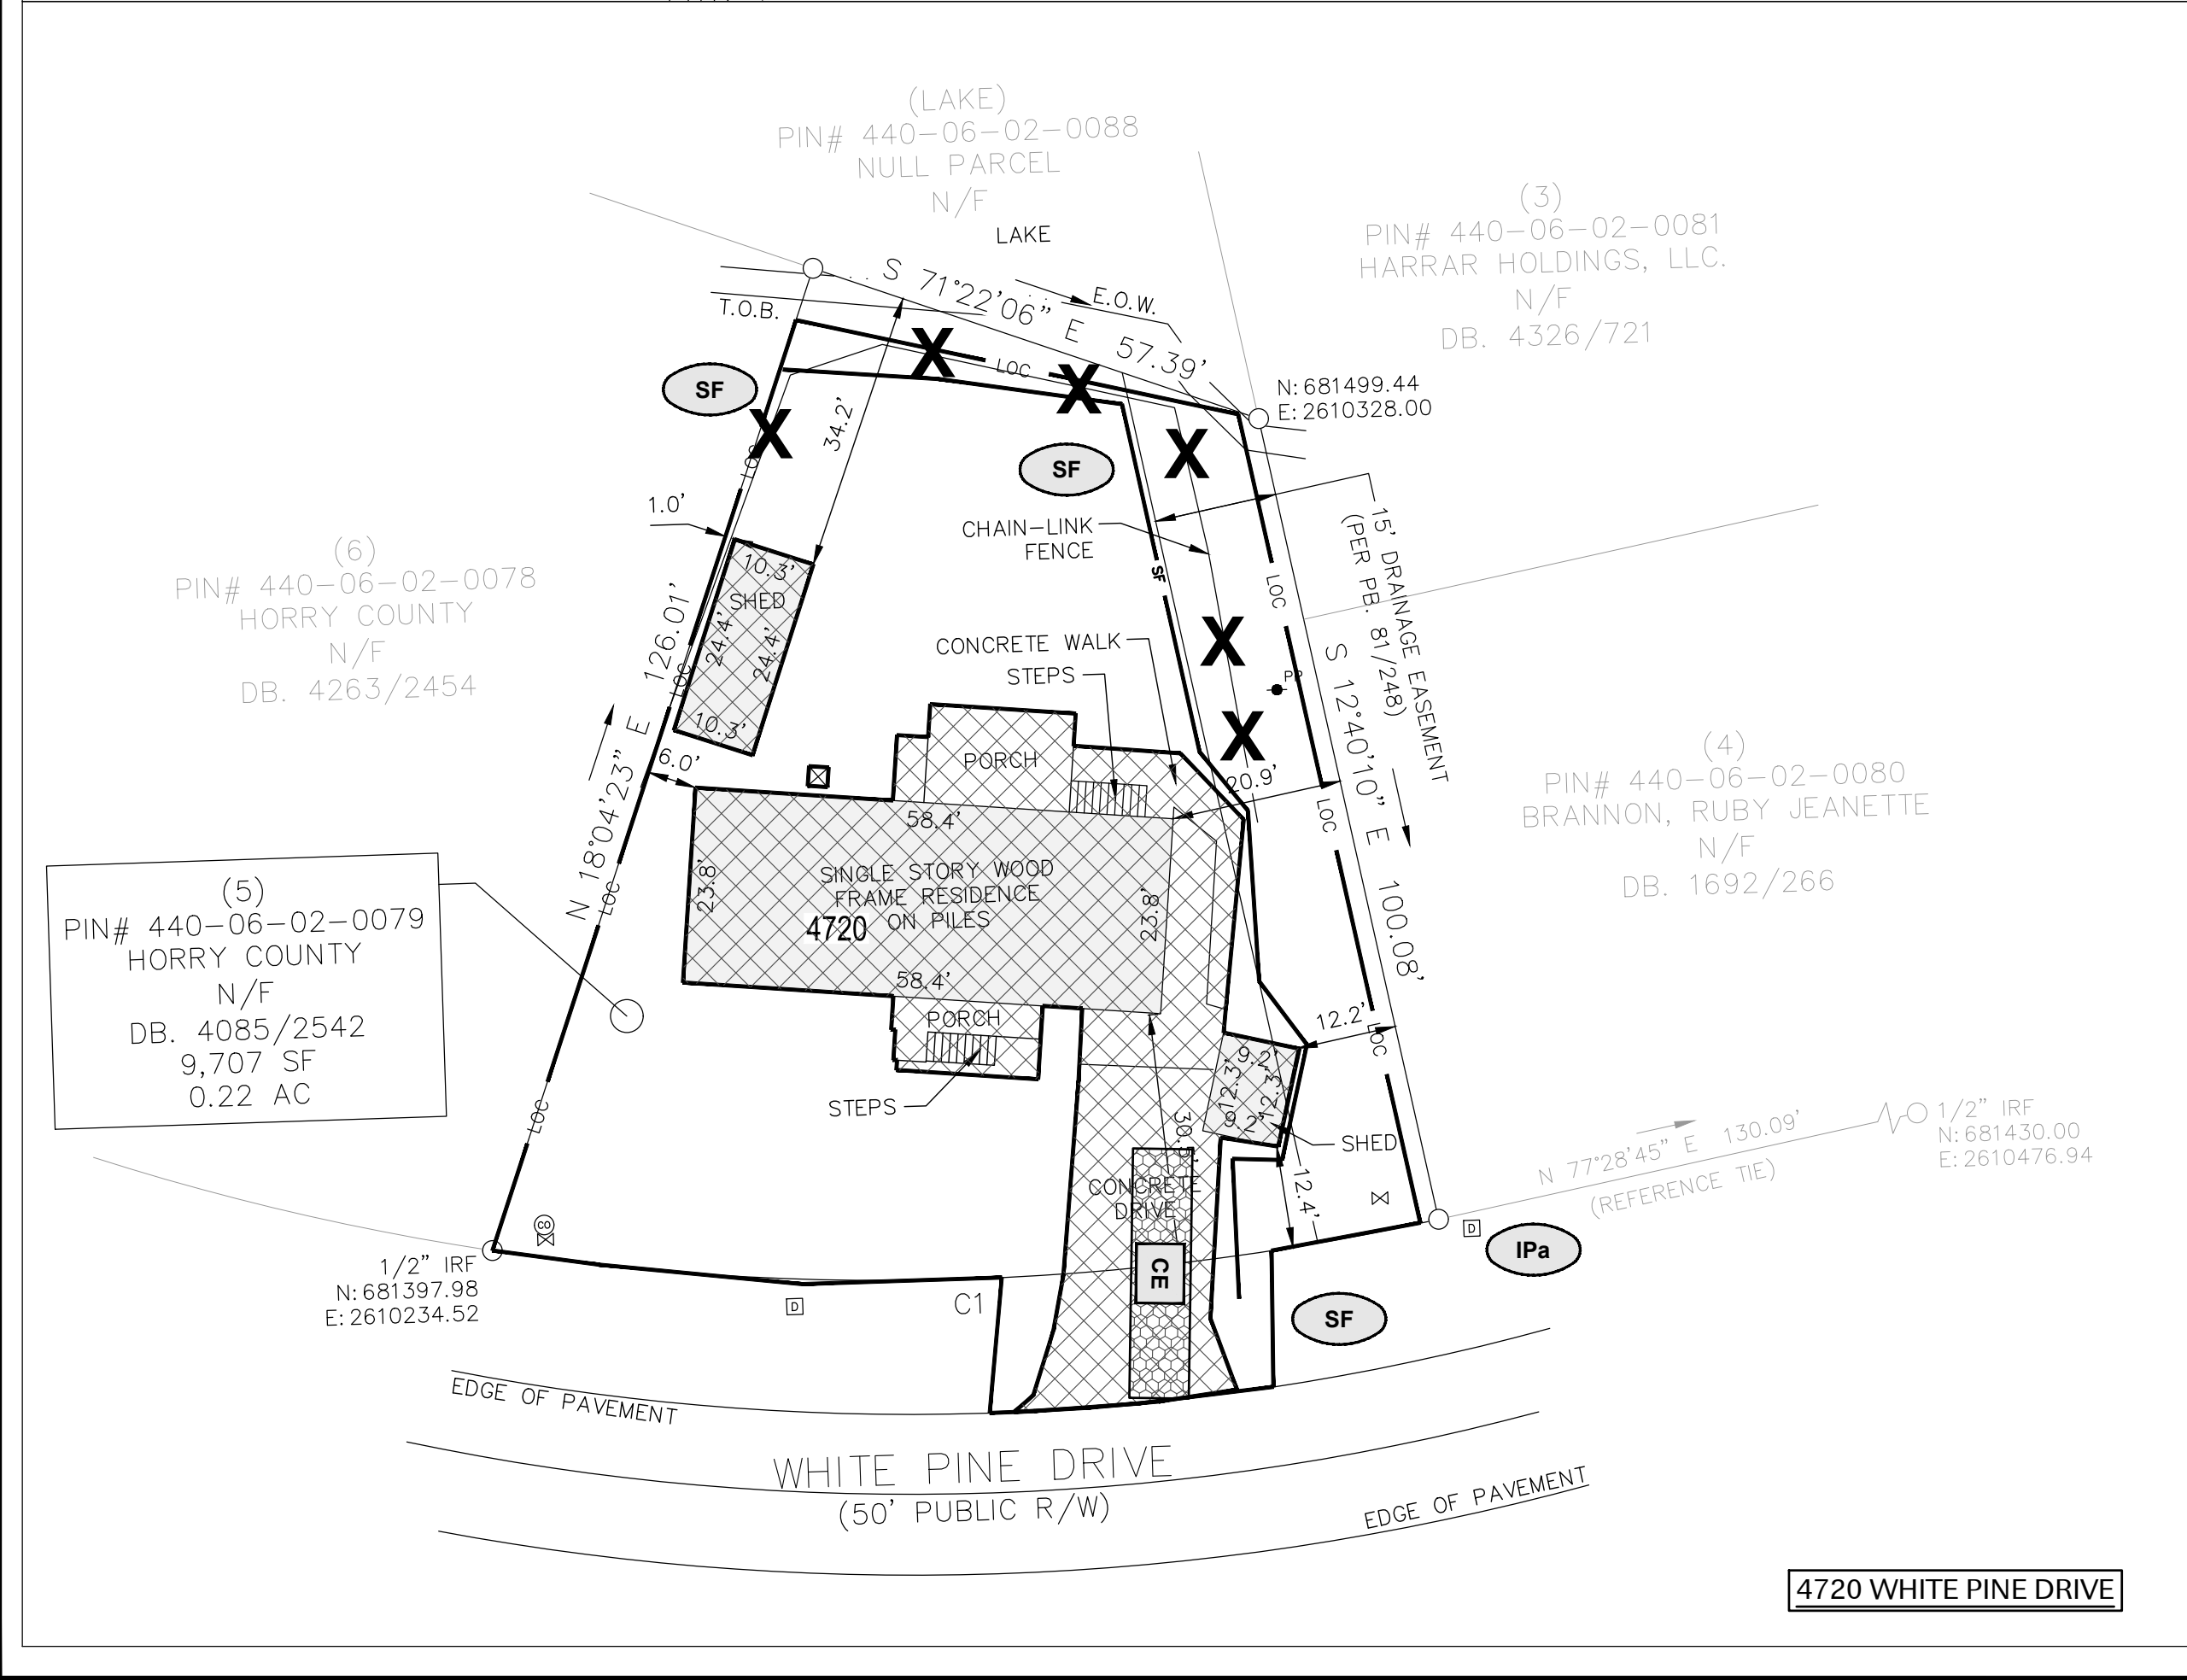 (LAKE)
PIN# 440-06-02-0088
NULL PARCEL
N/F
LAKE
(3)
PIN# 440-06-02-0081
HARRAR HOLDINGS, LLC.
N/F
DB. 4326/721
S 71°22'06" E 57.39'
E.O.W.
T.O.B.
LOC
X
X
X
X
X
X
SF
SF
34.2'
N:681499.44
E:2610328.00
LOC
1.0'
CHAIN-LINK
FENCE
SF
LOC
15' DRAINAGE EASEMENT
(PER PB. 81/248)
(6)
PIN# 440-06-02-0078
HORRY COUNTY
N/F
DB. 4263/2454
10.3'
SHED
24.4'
24.4'
10.3'
LOC
N 18°04'23" E 126.01'
CONCRETE WALK
STEPS
PP
S 12°40'10" E 100.08'
6.0'
PORCH
20.9'
LOC
(4)
PIN# 440-06-02-0080
BRANNON, RUBY JEANETTE
N/F
DB. 1692/266
58.4'
23.8'
SINGLE STORY WOOD
FRAME RESIDENCE
ON PILES
4720
23.8'
58.4'
LOC
(5)
PIN# 440-06-02-0079
HORRY COUNTY
N/F
DB. 4085/2542
9,707 SF
0.22 AC
PORCH
STEPS
12.2'
LOC
9.2'
12.3'
12.3'
9.2'
SHED
LOC
12.4'
CONCRETE
DRIVE
CE
N 77°28'45" E 130.09'
(REFERENCE TIE)
1/2" IRF
N:681430.00
E:2610476.94
CO
D
IPa
SF
1/2" IRF
N:681397.98
E:2610234.52
D
C1
EDGE OF PAVEMENT
WHITE PINE DRIVE
(50' PUBLIC R/W)
EDGE OF PAVEMENT
4720 WHITE PINE DRIVE